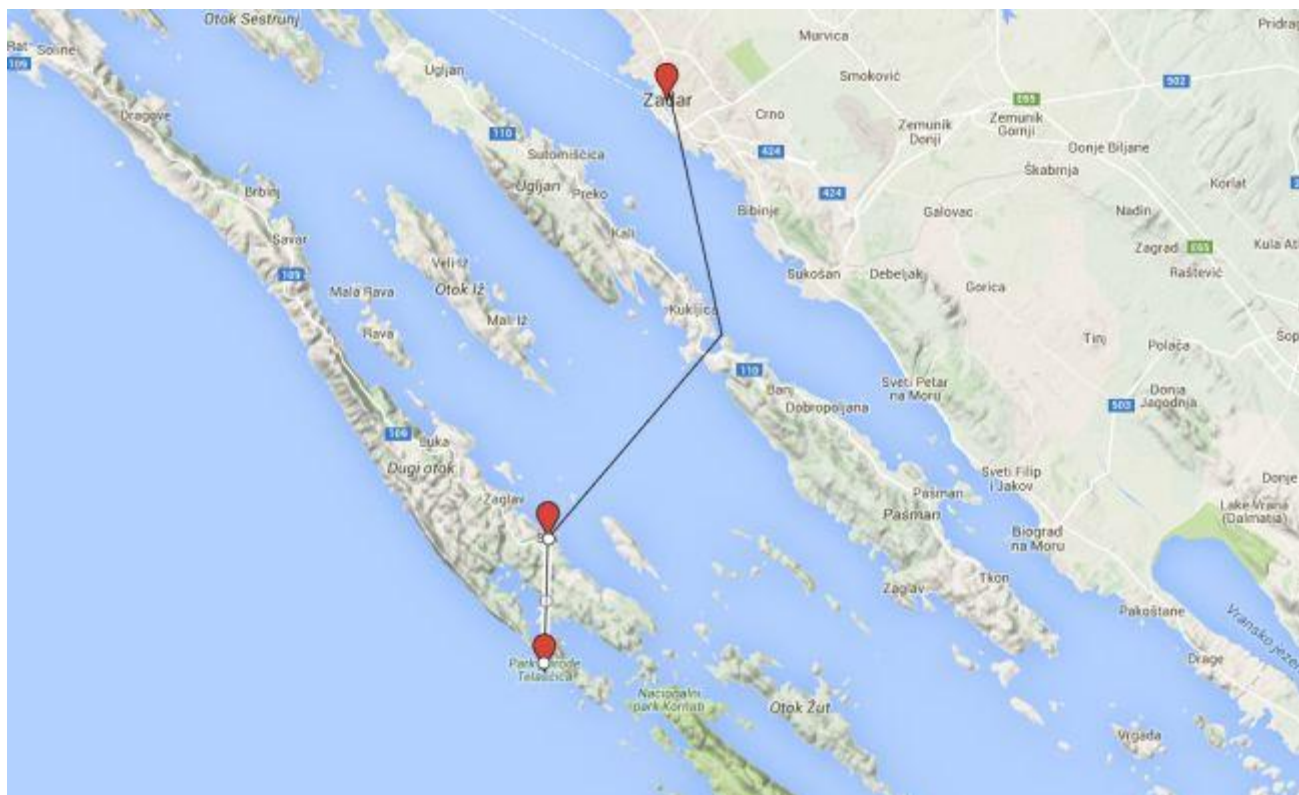 Otok Sestrunj
Rat
Soline
109
Dragove
Ugljan
110
Sutomišćica
Ugljan
Preko
Kali
Kukljica
Murvica
Zadar
Smoković
Crno
424
424
Bibinje
Sukošan
Debeljak
Galovac
Gorica
Zemunik
Donji
E65
Zemunik
Gornji
502
Donje Biljane
Škabrnja
Korlat
Nadin
Zagrad
E65
Raštević
Tinj
Polača
503
Donja
Jagodnja
Brbinj
Savar
109
Mala Rava
Rava
Veli Iž
Otok Iž
Mali Iž
109
Luka
Dugi otok
Zaglav
110
Banj
Dobropoljana
Sveti Petar
na Moru
Sveti Filip
i Jakov
Pašman
Pašman
Biograd
na Moru
Tkon
Zaglav
Donje
Lake Vrana
(Dalmatia)
Pakoštane
Vransko jezero
Drage
Vrgada
Nacionalni
park Kornati
Otok Žut